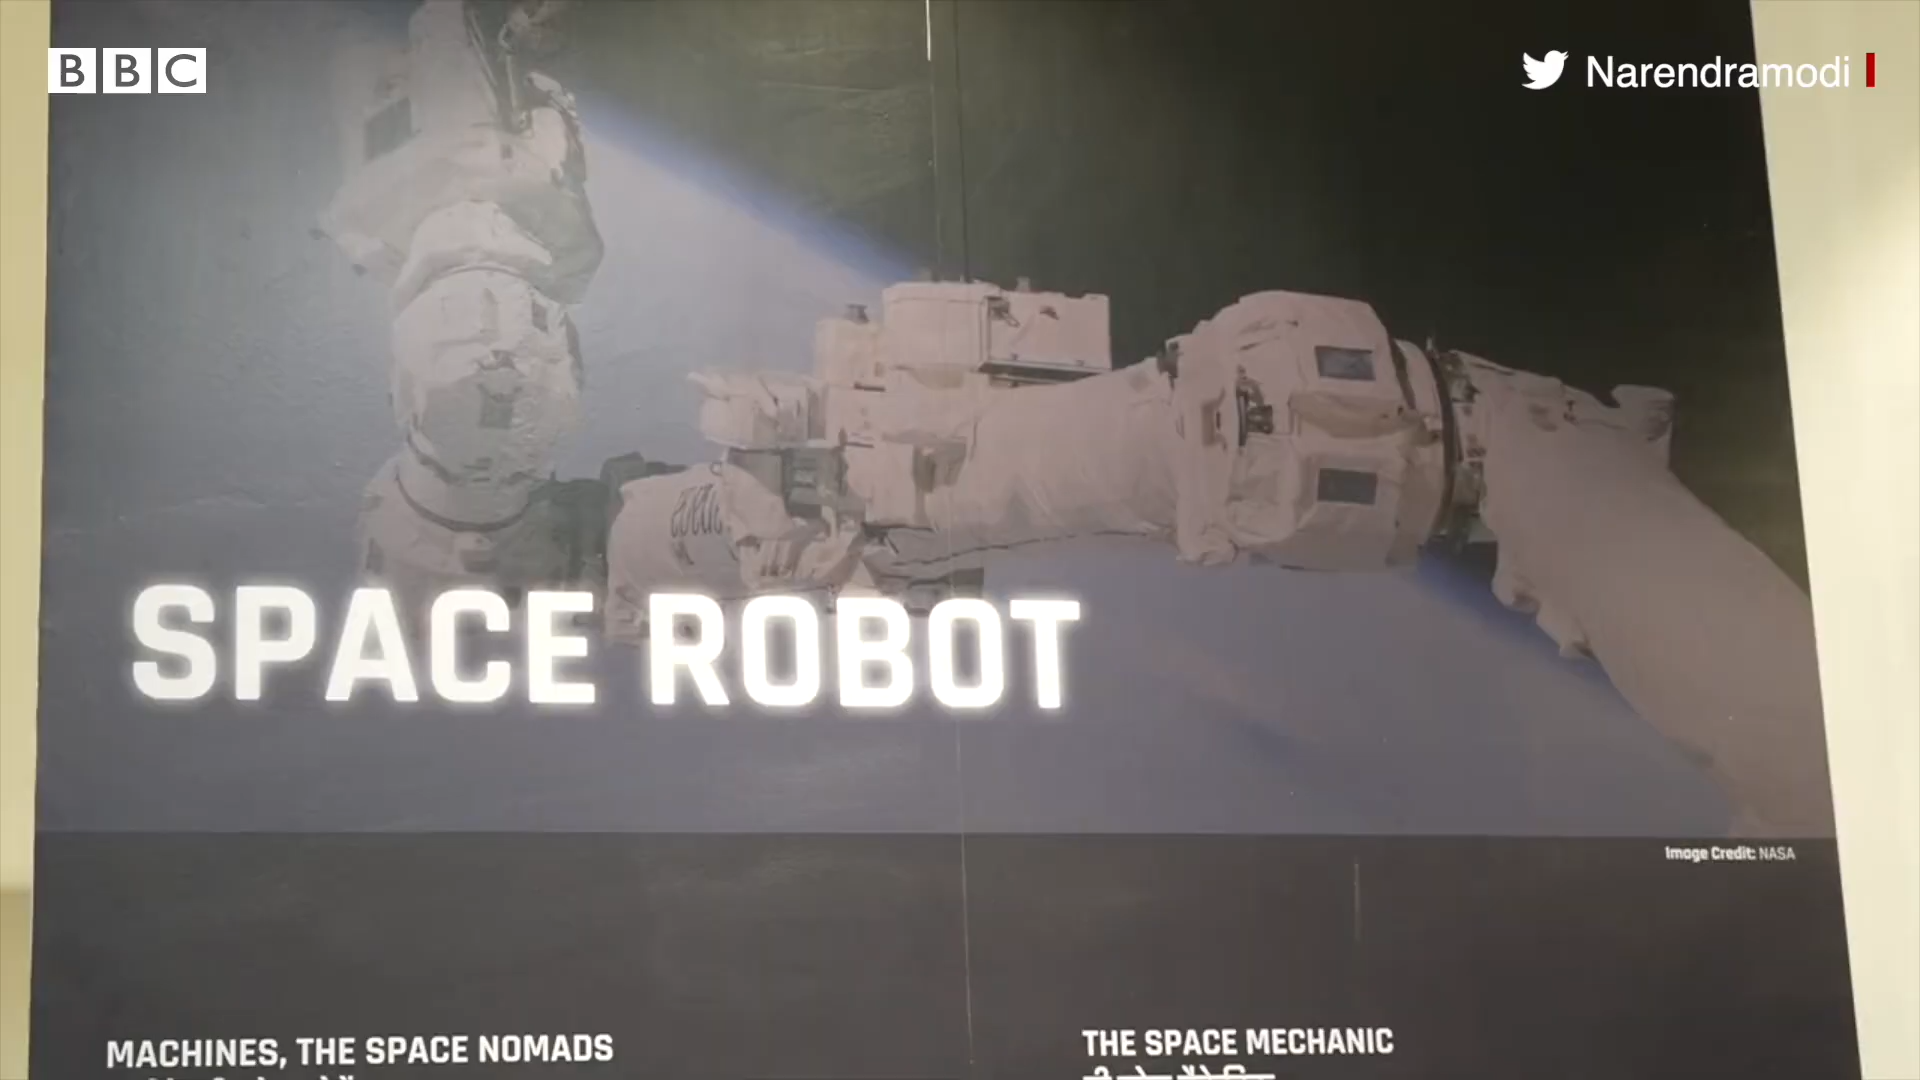 BBC
Narendramodi
SPACE ROBOT
Image Credit: NASA
MACHINES, THE SPACE NOMADS
THE SPACE MECHANIC